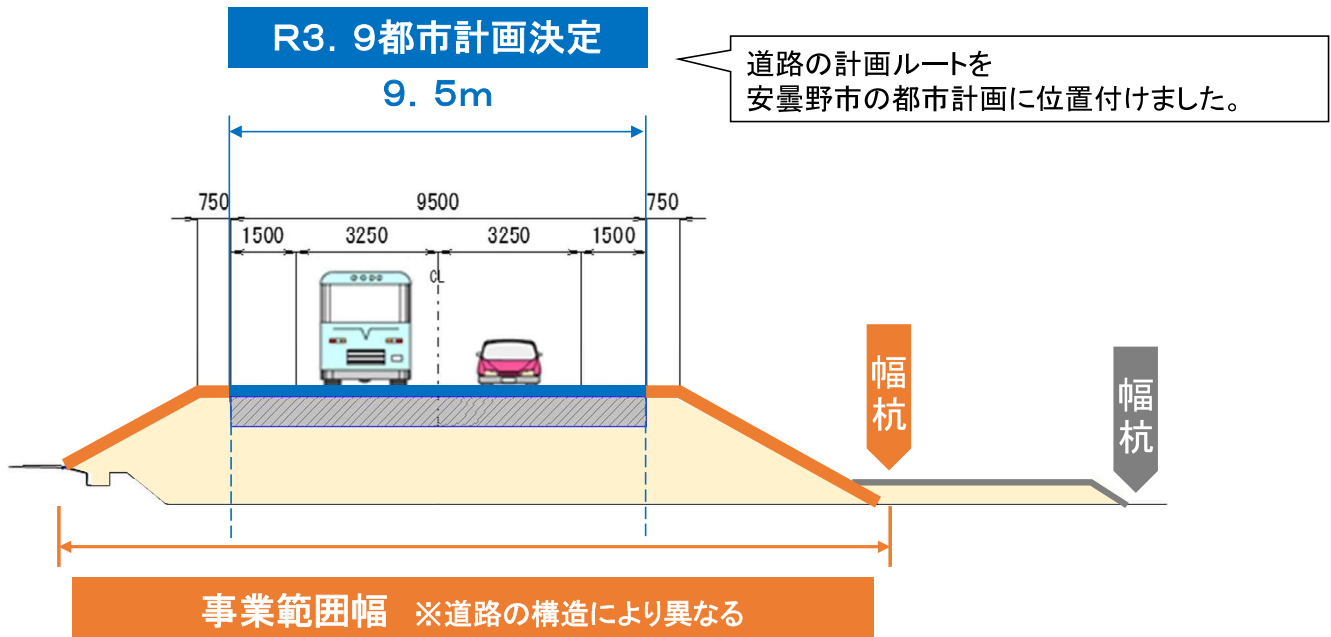 R3．9都市計画決定
9．5m
道路の計画ルートを
安曇野市の都市計画に位置付けました。
750 9500 750
1500 3250 3250 1500
CL
幅杭
幅杭
事業範囲幅 ※道路の構造により異なる